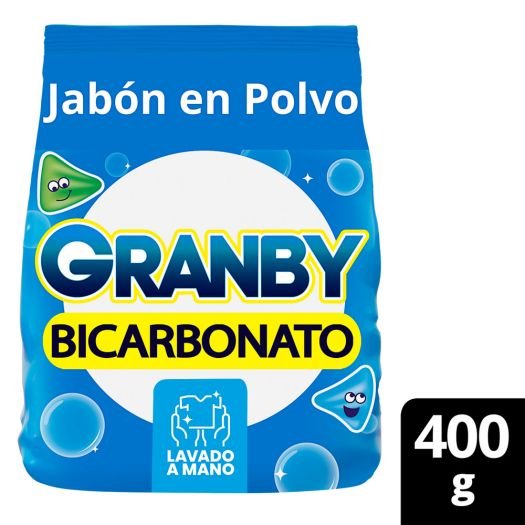 Jabón en Polvo
GRANBY
BICARBONATO
LAVADO
A MANO
400
g